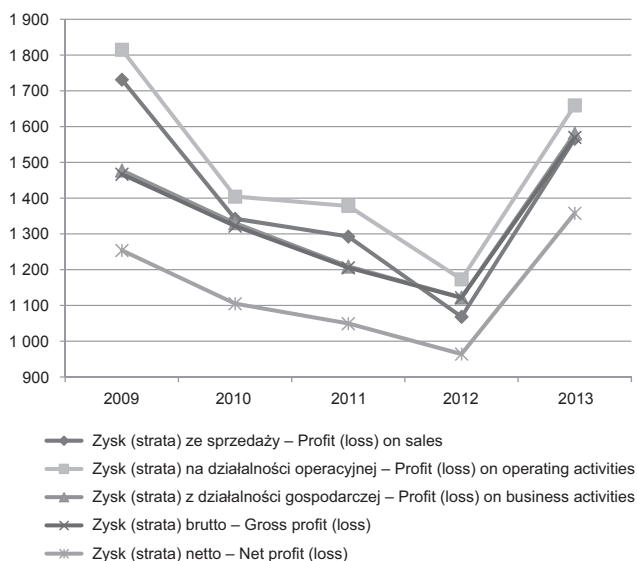 1 900
1 800
1 700
1 600
1 500
1 400
1 300
1 200
1 100
1 000
900
2009 2010 2011 2012 2013
Zysk (strata) ze sprzedaży – Profit (loss) on sales
Zysk (strata) na działalności operacyjnej – Profit (loss) on operating activities
Zysk (strata) z działalności gospodarczej – Profit (loss) on business activities
Zysk (strata) brutto – Gross profit (loss)
Zysk (strata) netto – Net profit (loss)